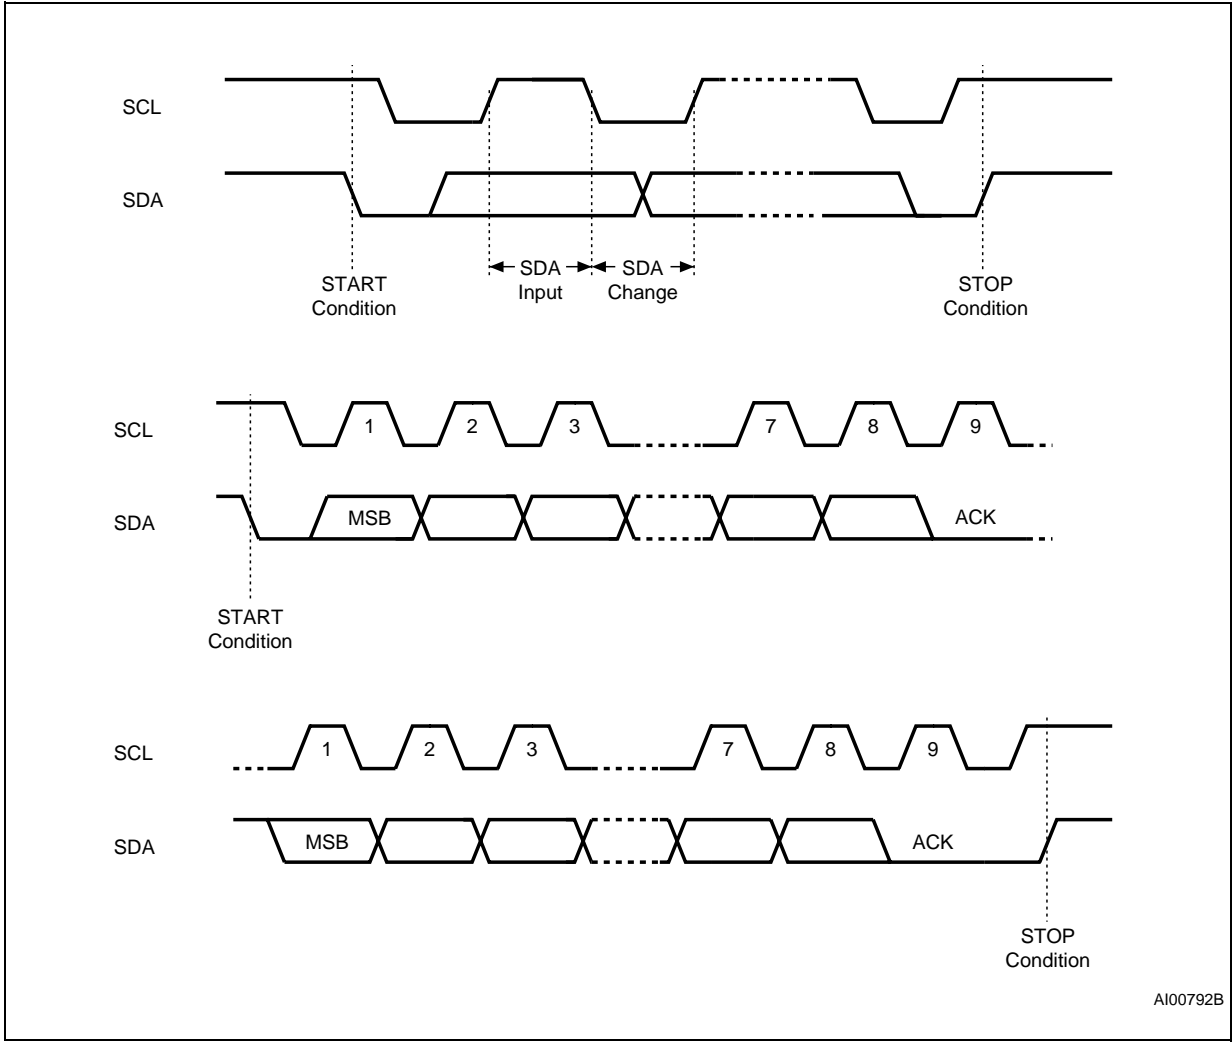 SCL
SDA
SDA
Input
SDA
Change
START
Condition
STOP
Condition
SCL
1
2
3
7
8
9
SDA
MSB
ACK
START
Condition
SCL
1
2
3
7
8
9
SDA
MSB
ACK
STOP
Condition
AI00792B